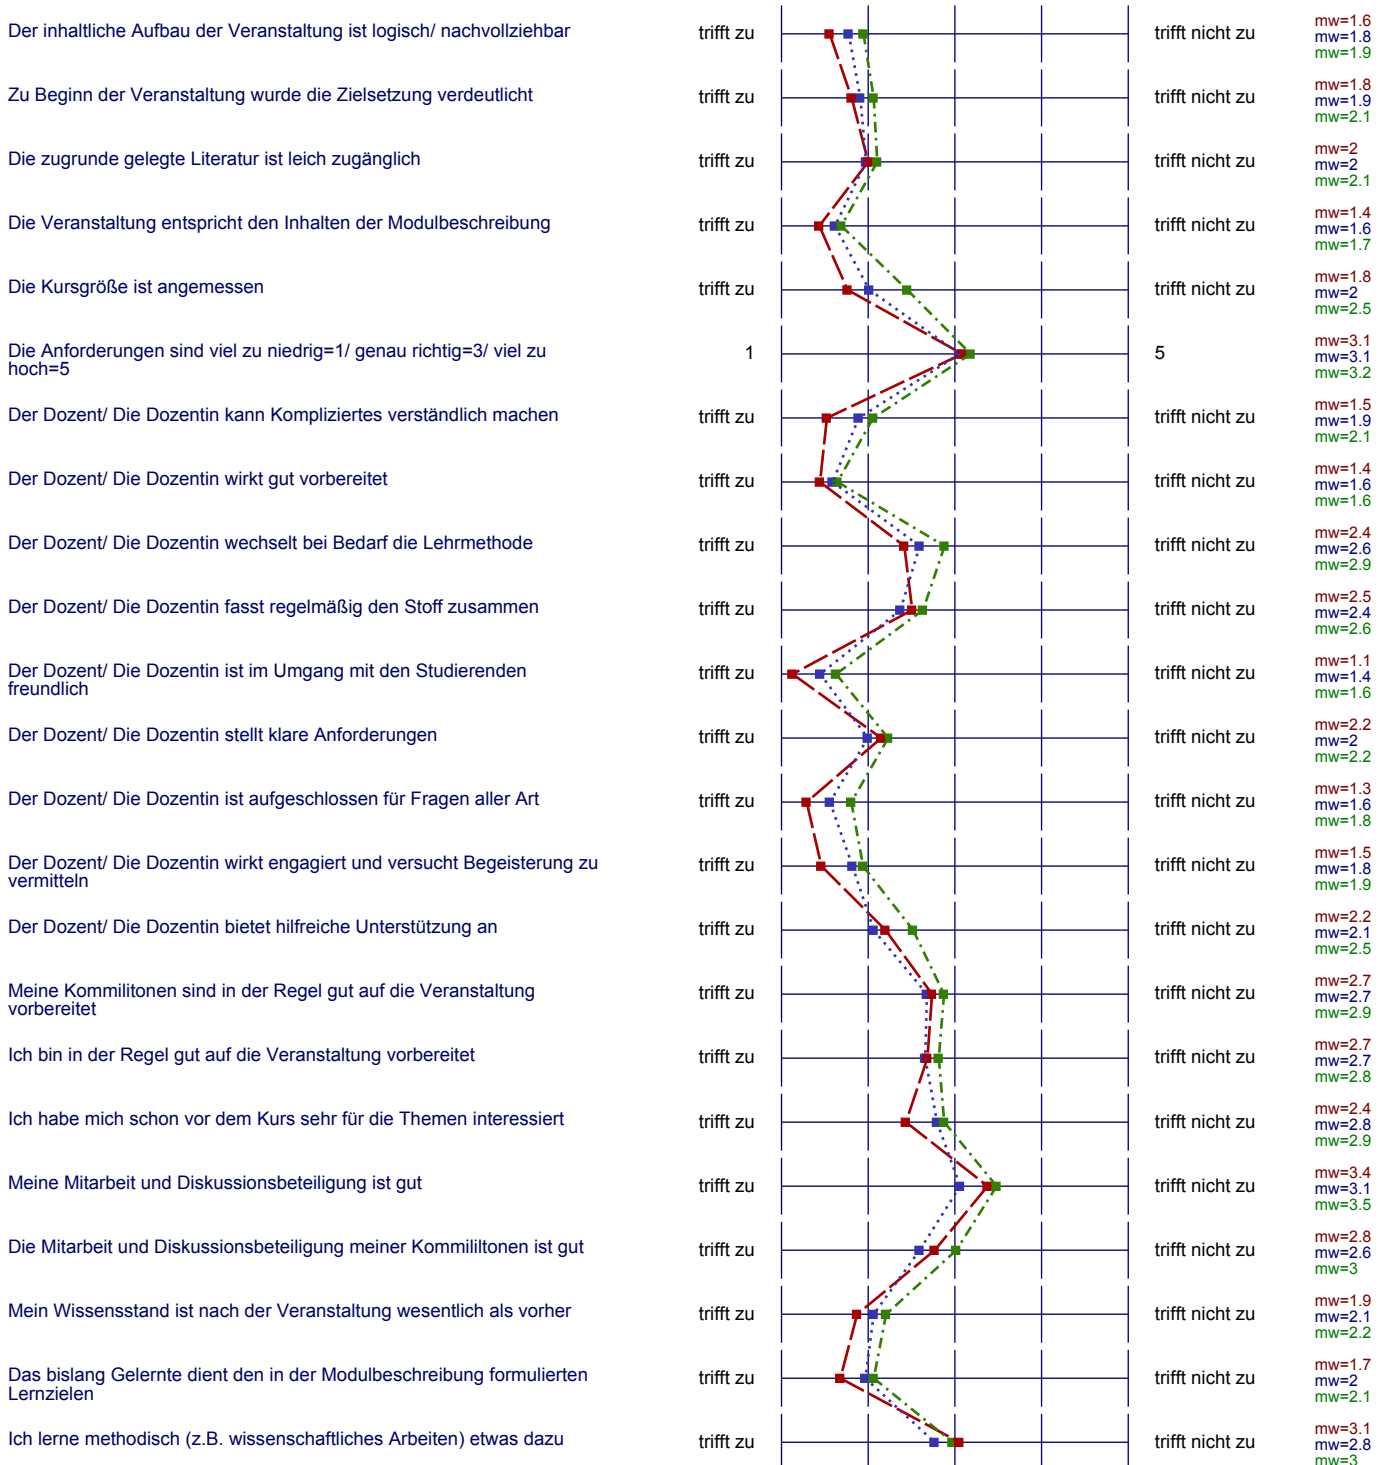 Der inhaltliche Aufbau der Veranstaltung ist logisch/ nachvollziehbar trifft zu trifft nicht zu mw=1.6
mw=1.8
mw=1.9
Zu Beginn der Veranstaltung wurde die Zielsetzung verdeutlicht trifft zu trifft nicht zu mw=1.8
mw=1.9
mw=2.1
Die zugrunde gelegte Literatur ist leich zugänglich trifft zu trifft nicht zu mw=2
mw=2
mw=2.1
Die Veranstaltung entspricht den Inhalten der Modulbeschreibung trifft zu trifft nicht zu mw=1.4
mw=1.6
mw=1.7
Die Kursgröße ist angemessen trifft zu trifft nicht zu mw=1.8
mw=2
mw=2.5
Die Anforderungen sind viel zu niedrig=1/ genau richtig=3/ viel zu 1 5 mw=3.1
hoch=5 mw=3.1
mw=3.2
Der Dozent/ Die Dozentin kann Kompliziertes verständlich machen trifft zu trifft nicht zu mw=1.5
mw=1.9
mw=2.1
Der Dozent/ Die Dozentin wirkt gut vorbereitet trifft zu trifft nicht zu mw=1.4
mw=1.6
mw=1.6
Der Dozent/ Die Dozentin wechselt bei Bedarf die Lehrmethode trifft zu trifft nicht zu mw=2.4
mw=2.6
mw=2.9
Der Dozent/ Die Dozentin fasst regelmäßig den Stoff zusammen trifft zu trifft nicht zu mw=2.5
mw=2.4
mw=2.6
Der Dozent/ Die Dozentin ist im Umgang mit den Studierenden trifft zu trifft nicht zu mw=1.1
freundlich mw=1.4
mw=1.6
Der Dozent/ Die Dozentin stellt klare Anforderungen trifft zu trifft nicht zu mw=2.2
mw=2
mw=2.2
Der Dozent/ Die Dozentin ist aufgeschlossen für Fragen aller Art trifft zu trifft nicht zu mw=1.3
mw=1.6
mw=1.8
Der Dozent/ Die Dozentin wirkt engagiert und versucht Begeisterung zu trifft zu trifft nicht zu mw=1.5
vermitteln mw=1.8
mw=1.9
Der Dozent/ Die Dozentin bietet hilfreiche Unterstützung an trifft zu trifft nicht zu mw=2.2
mw=2.1
mw=2.5
Meine Kommilitonen sind in der Regel gut auf die Veranstaltung trifft zu trifft nicht zu mw=2.7
vorbereitet mw=2.7
mw=2.9
Ich bin in der Regel gut auf die Veranstaltung vorbereitet trifft zu trifft nicht zu mw=2.7
mw=2.7
mw=2.8
Ich habe mich schon vor dem Kurs sehr für die Themen interessiert trifft zu trifft nicht zu mw=2.4
mw=2.8
mw=2.9
Meine Mitarbeit und Diskussionsbeteiligung ist gut trifft zu trifft nicht zu mw=3.4
mw=3.1
mw=3.5
Die Mitarbeit und Diskussionsbeteiligung meiner Kommililtonen ist gut trifft zu trifft nicht zu mw=2.8
mw=2.6
mw=3
Mein Wissensstand ist nach der Veranstaltung wesentlich als vorher trifft zu trifft nicht zu mw=1.9
mw=2.1
mw=2.2
Das bislang Gelernte dient den in der Modulbeschreibung formulierten trifft zu trifft nicht zu mw=1.7
Lernzielen mw=2
mw=2.1
Ich lerne methodisch (z.B. wissenschaftliches Arbeiten) etwas dazu trifft zu trifft nicht zu mw=3.1
mw=2.8
mw=3